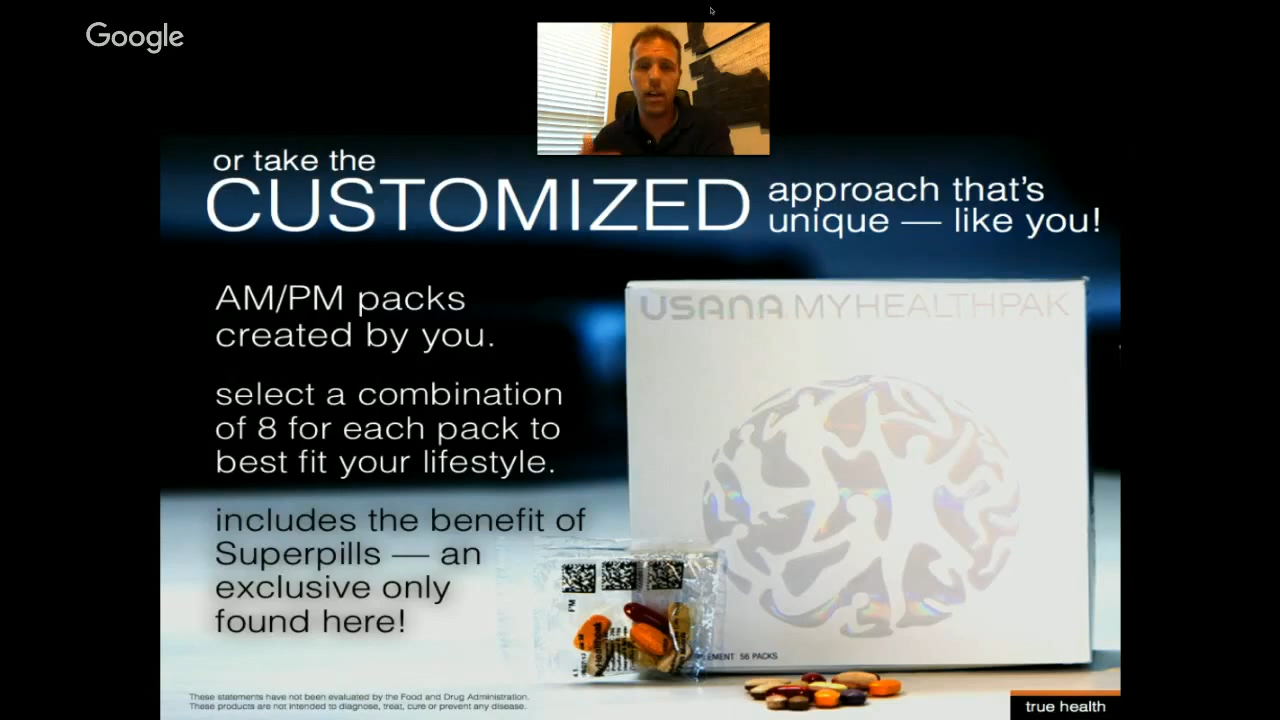 Google
or take the
CUSTOMIZED
approach that's
unique — like you!
AM/PM packs
created by you.
select a combination
of 8 for each pack to
best fit your lifestyle.
includes the benefit of
Superpills — an
exclusive only
found here!
USANA MYHEALTHPAK
PM
56 PACKS
These statements have not been evaluated by the Food and Drug Administration.
These products are not intended to diagnose, treat, cure or prevent any disease.
true health